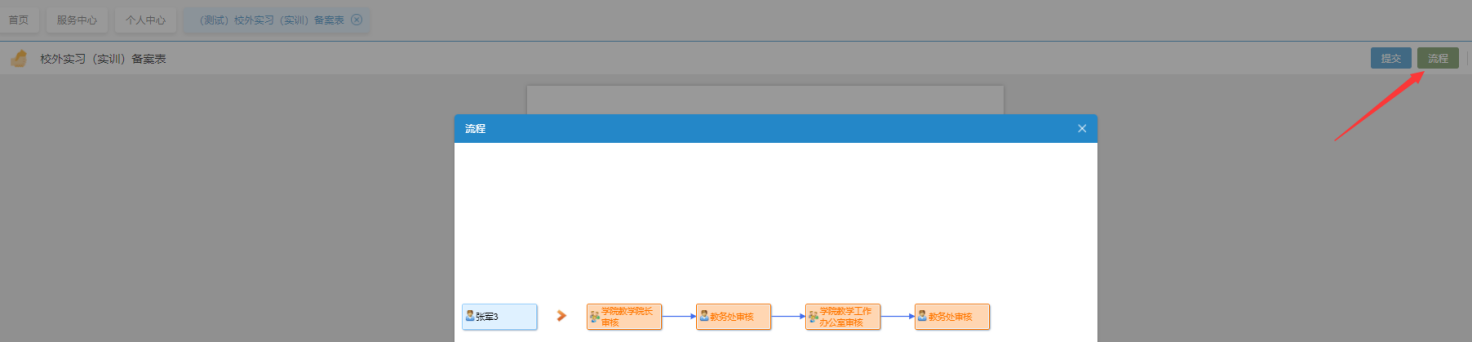 首页 服务中心 个人中心 （测试）校外实习（实训）备案表
校外实习（实训）备案表 提交 流程
流程
张军3
学院教学院长
审核
教务处审核
学院教学工作
办公室审核
教务处审核